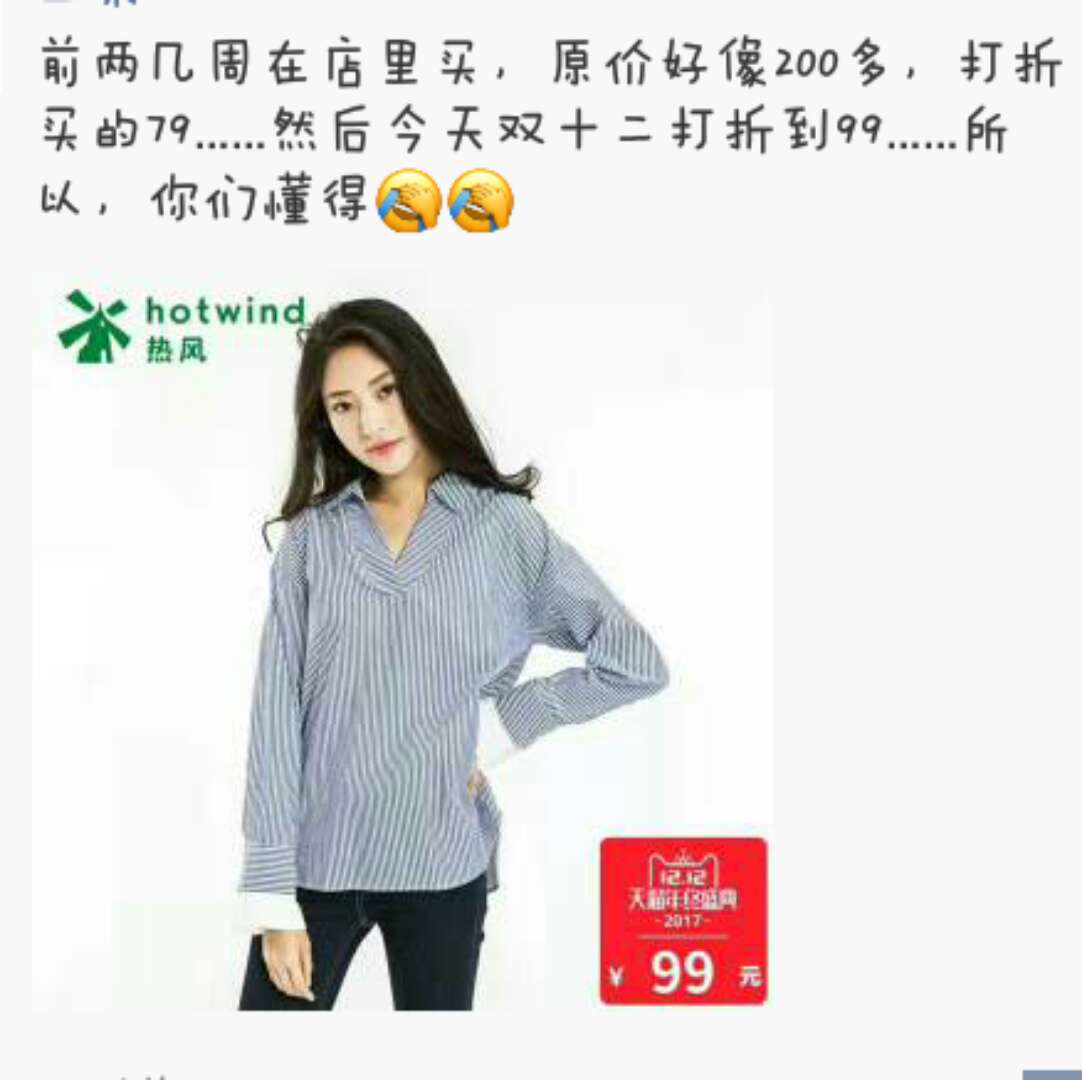 前两几周在店里买，原价好像200多，打折
买的79……然后今天双十二打折到99……所
以，你们懂得🤦🤦
hotwind
热风
12.12
天猫年终盛典
-2017-
¥ 99 元